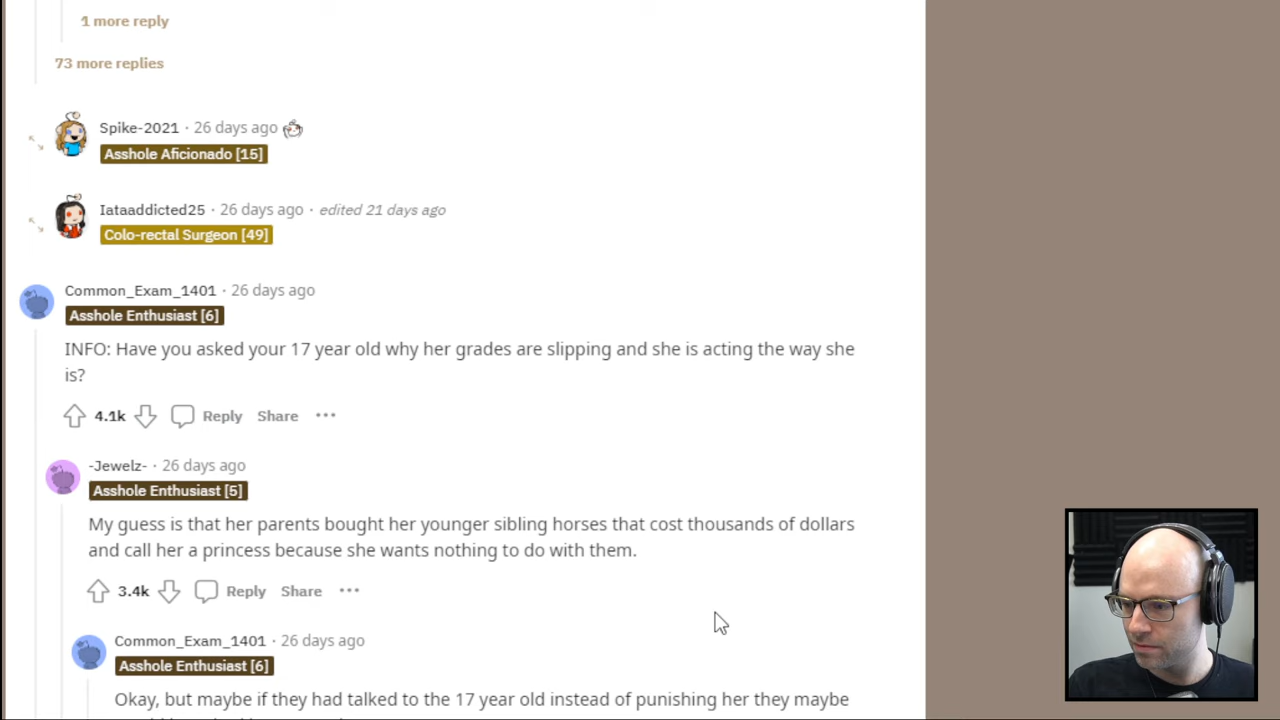 1 more reply
73 more replies
Spike-2021 · 26 days ago
Asshole Aficionado [15]
Iataaddicted25 · 26 days ago · edited 21 days ago
Colo-rectal Surgeon [49]
Common_Exam_1401 · 26 days ago
Asshole Enthusiast [6]
INFO: Have you asked your 17 year old why her grades are slipping and she is acting the way she
is?
4.1k Reply Share ···
-Jewelz- · 26 days ago
Asshole Enthusiast [5]
My guess is that her parents bought her younger sibling horses that cost thousands of dollars
and call her a princess because she wants nothing to do with them.
3.4k Reply Share ···
Common_Exam_1401 · 26 days ago
Asshole Enthusiast [6]
Okay, but maybe if they had talked to the 17 year old instead of punishing her they maybe